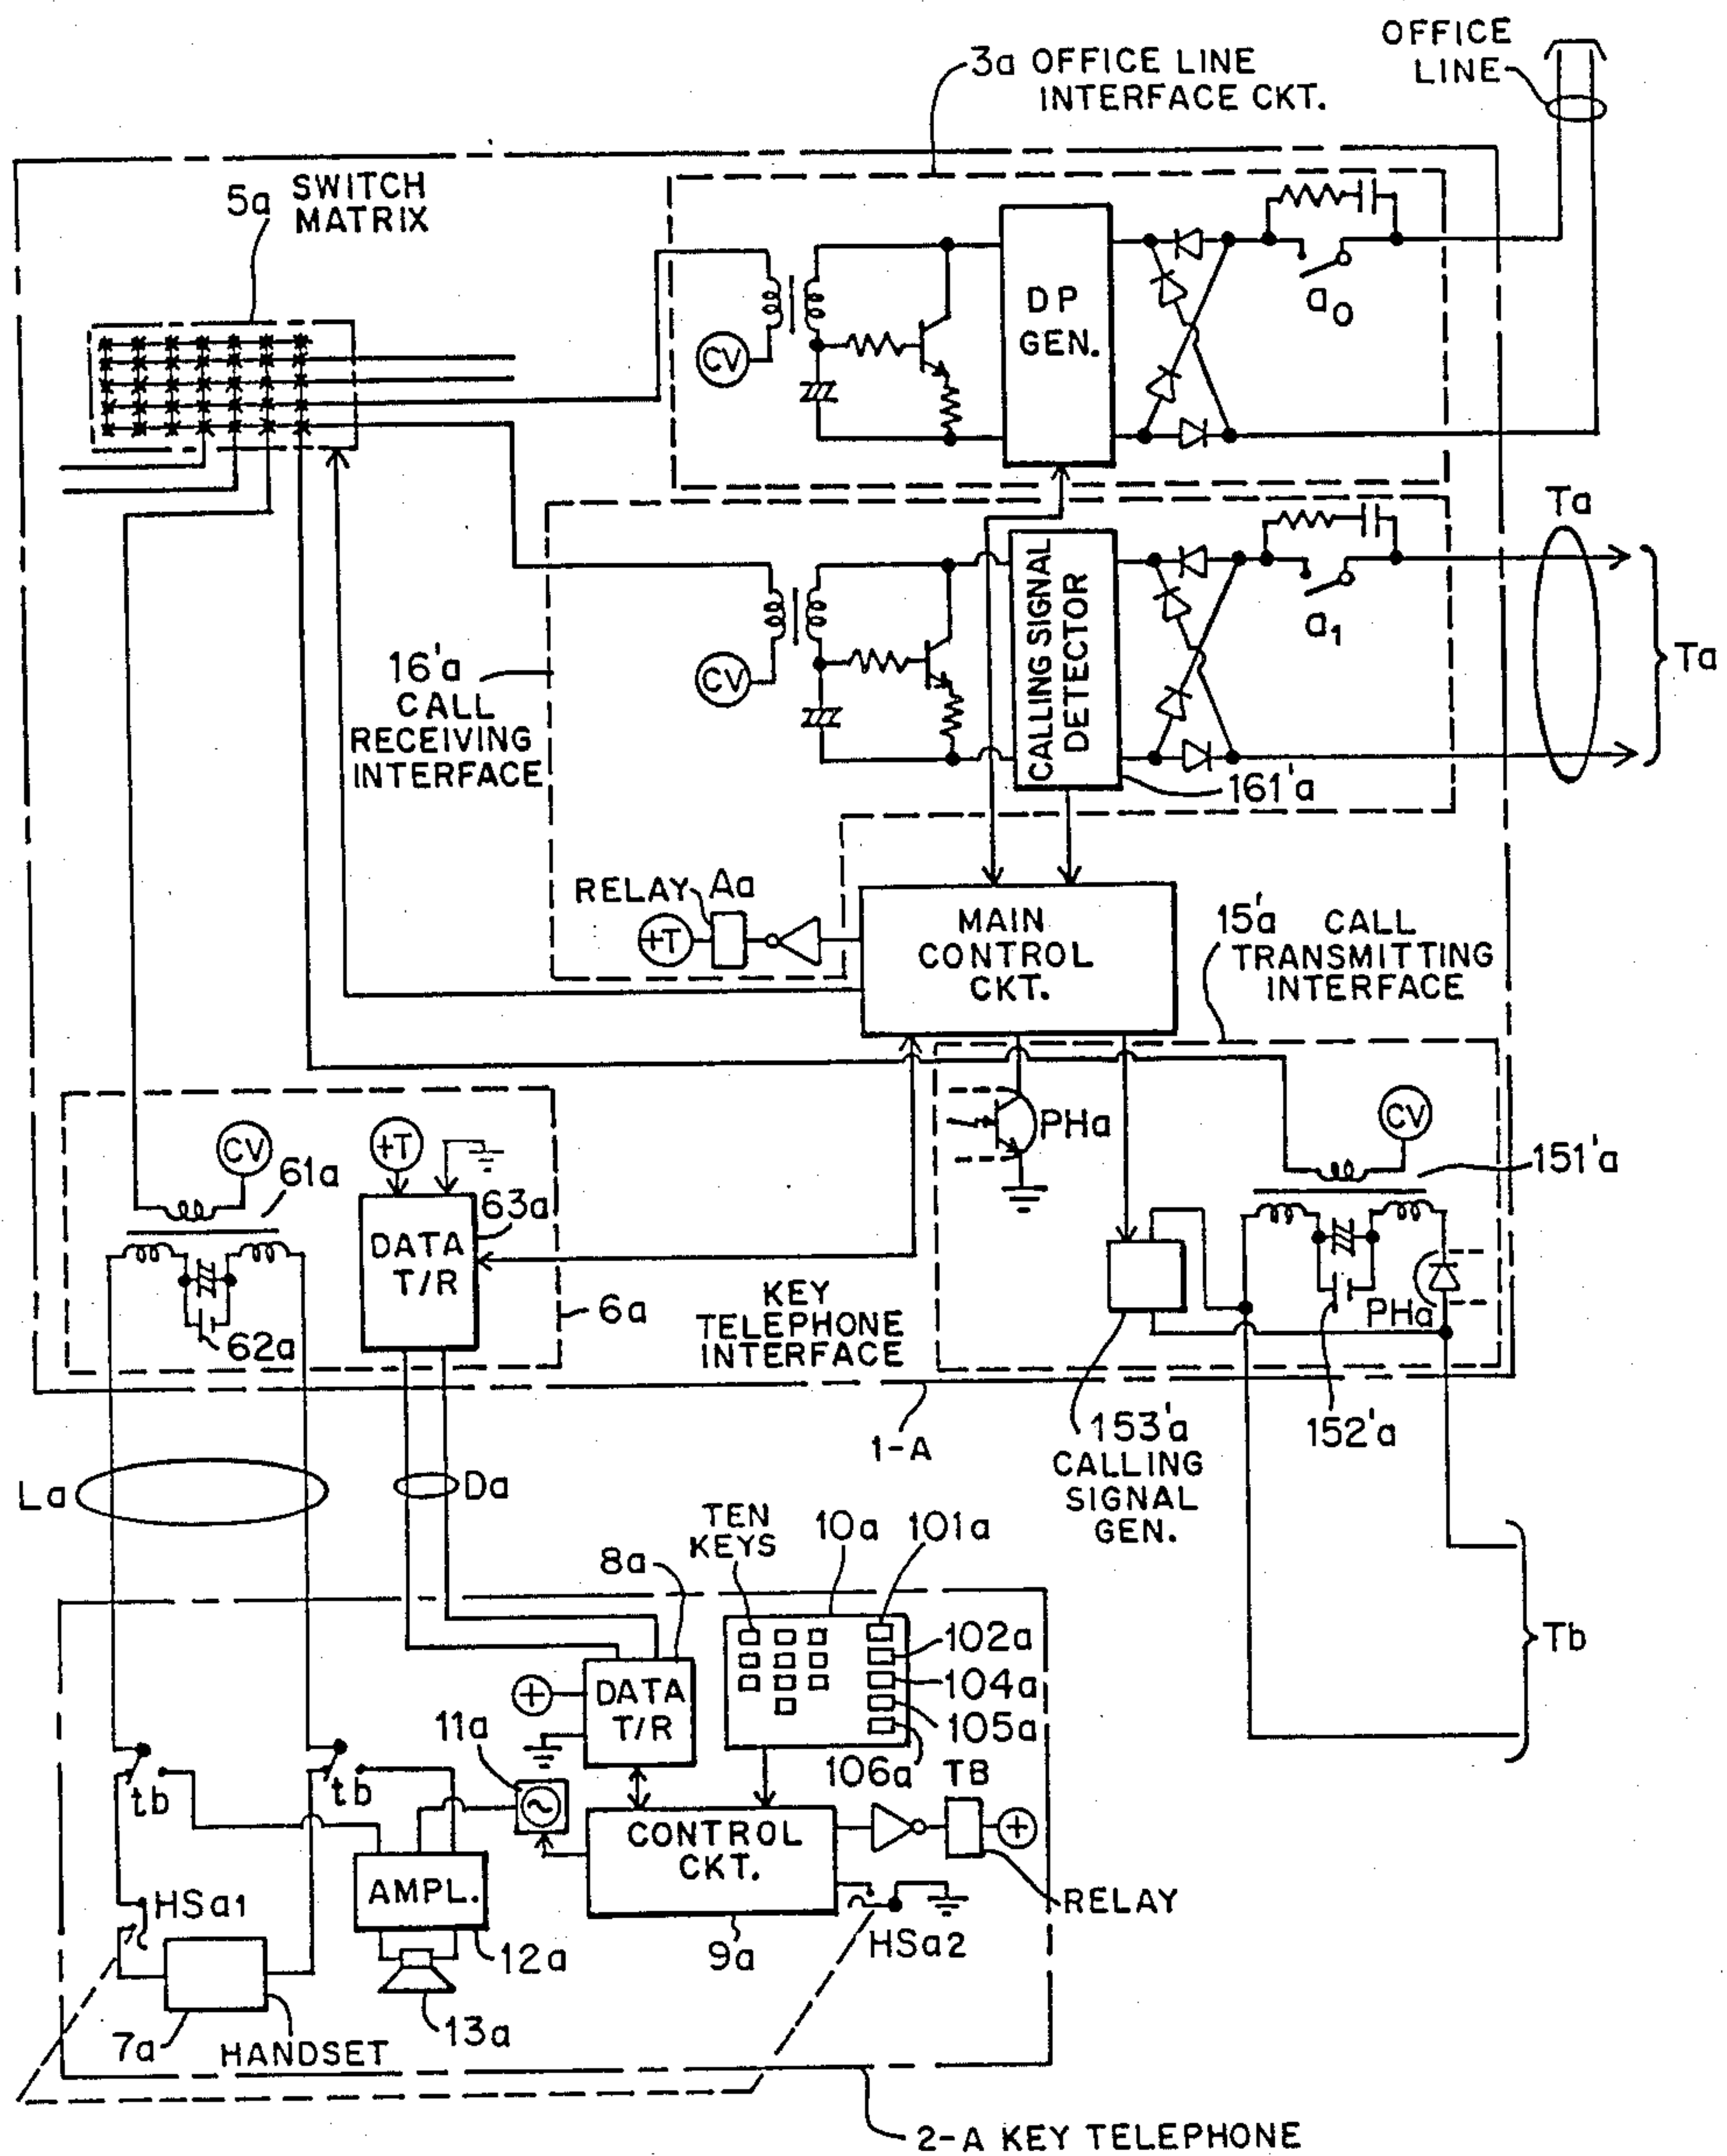 OFFICE
LINE
3a OFFICE LINE
INTERFACE CKT.
5a SWITCH
MATRIX
DP
GEN.
a0
CV
Ta
CALLING SIGNAL
DETECTOR
a1
Ta
16'a
CALL
RECEIVING
INTERFACE
CV
161'a
RELAY Aa
+T
MAIN
CONTROL
CKT.
15'a CALL
TRANSMITTING
INTERFACE
PHa
CV
151'a
CV
61a
+T
63a
DATA
T/R
62a
6a
KEY
TELEPHONE
INTERFACE
PHa
153'a
CALLING
SIGNAL
GEN.
152'a
1-A
La
Da
TEN
KEYS
10a 101a
8a
102a
104a
105a
106a
Tb
+
DATA
T/R
11a
TB
tb
tb
~
CONTROL
CKT.
+
RELAY
AMPL.
HSa1
HSa2
12a
9a
13a
7a
HANDSET
2-A KEY TELEPHONE